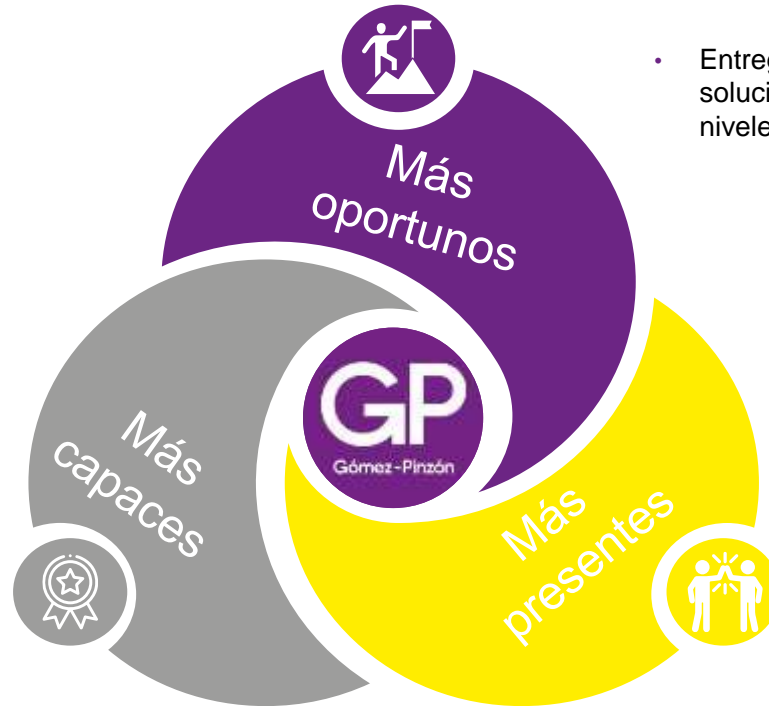 • Entreg
soluci
nivele
Más
oportunos
GP
Gómez-Pinzón
Más
capaces
Más
presentes